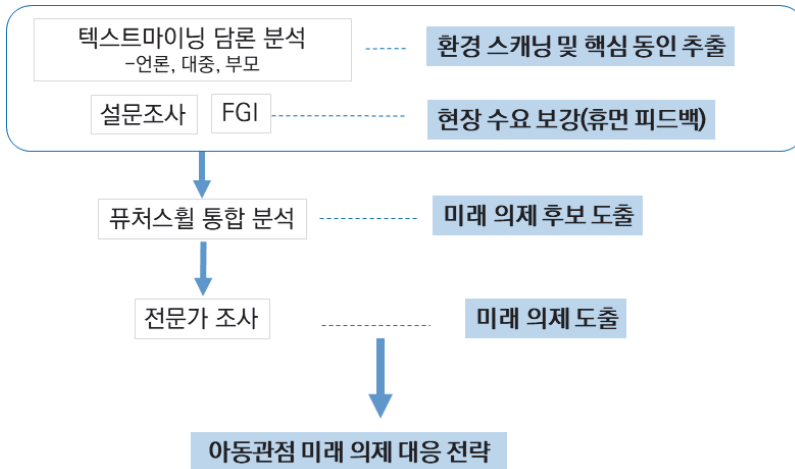 텍스트마이닝 담론 분석
-언론, 대중, 부모
환경 스캐닝 및 핵심 동인 추출
설문조사
FGI
현장 수요 보강(휴먼 피드백)
퓨처스휠 통합 분석
미래 의제 후보 도출
전문가 조사
미래 의제 도출
아동관점 미래 의제 대응 전략